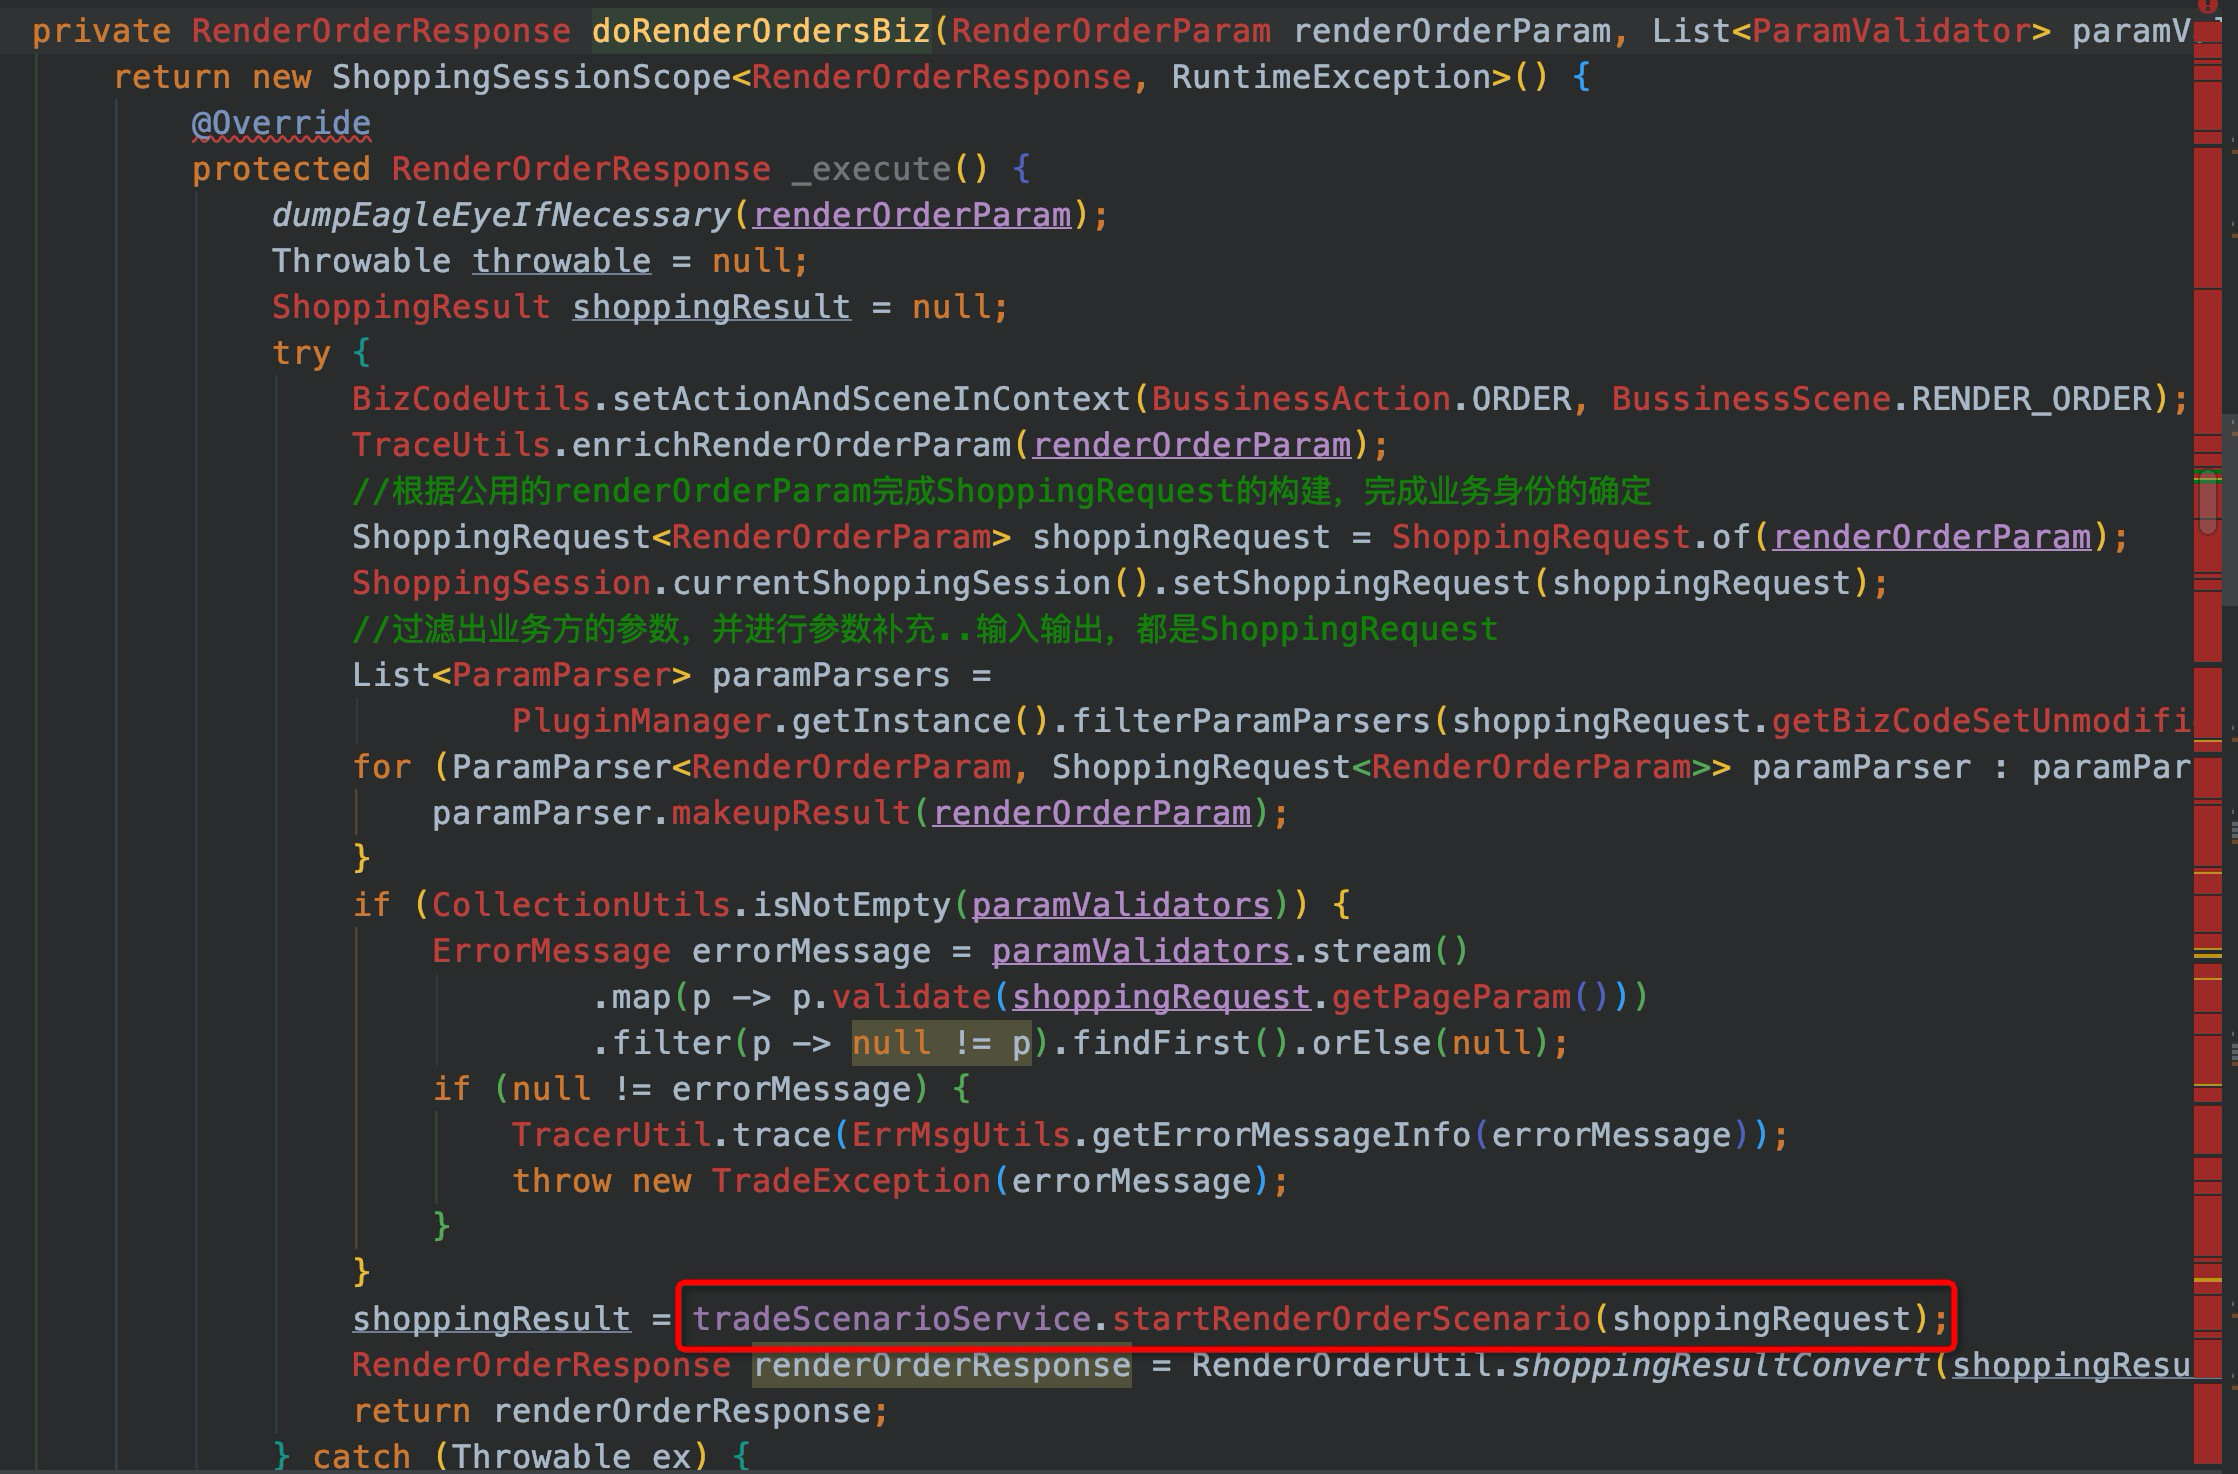 private RenderOrderResponse doRenderOrdersBiz(RenderOrderParam renderOrderParam, List<ParamValidator> paramV
return new ShoppingSessionScope<RenderOrderResponse, RuntimeException>() {
@Override
protected RenderOrderResponse _execute() {
dumpEagleEyeIfNecessary(renderOrderParam);
Throwable throwable = null;
ShoppingResult shoppingResult = null;
try {
BizCodeUtils.setActionAndSceneInContext(BussinessAction.ORDER, BussinessScene.RENDER_ORDER);
TraceUtils.enrichRenderOrderParam(renderOrderParam);
//根据公用的renderOrderParam完成ShoppingRequest的构建，完成业务身份的确定
ShoppingRequest<RenderOrderParam> shoppingRequest = ShoppingRequest.of(renderOrderParam);
ShoppingSession.currentShoppingSession().setShoppingRequest(shoppingRequest);
//过滤出业务方的参数，并进行参数补充..输入输出，都是ShoppingRequest
List<ParamParser> paramParsers =
PluginManager.getInstance().filterParamParsers(shoppingRequest.getBizCodeSetUnmodifi
for (ParamParser<RenderOrderParam, ShoppingRequest<RenderOrderParam>> paramParser : paramPar
paramParser.makeupResult(renderOrderParam);
}
if (CollectionUtils.isNotEmpty(paramValidators)) {
ErrorMessage errorMessage = paramValidators.stream()
.map(p -> p.validate(shoppingRequest.getPageParam()))
.filter(p -> null != p).findFirst().orElse(null);
if (null != errorMessage) {
TracerUtil.trace(ErrMsgUtils.getErrorMessageInfo(errorMessage));
throw new TradeException(errorMessage);
}
}
shoppingResult = tradeScenarioService.startRenderOrderScenario(shoppingRequest);
RenderOrderResponse renderOrderResponse = RenderOrderUtil.shoppingResultConvert(shoppingResu
return renderOrderResponse;
} catch (Throwable ex) {